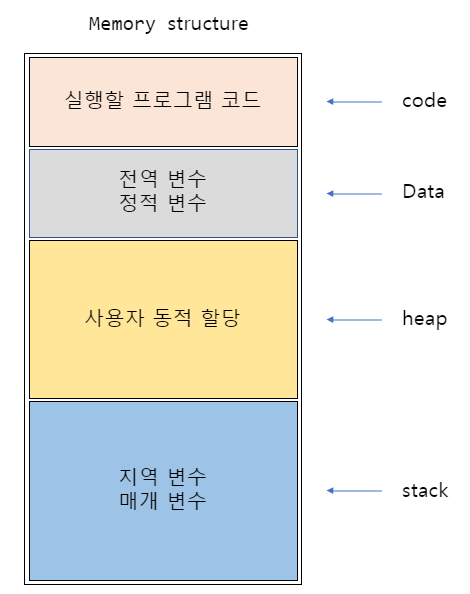 Memory structure
실행할 프로그램 코드
code
전역 변수
정적 변수
Data
사용자 동적 할당
heap
지역 변수
매개 변수
stack